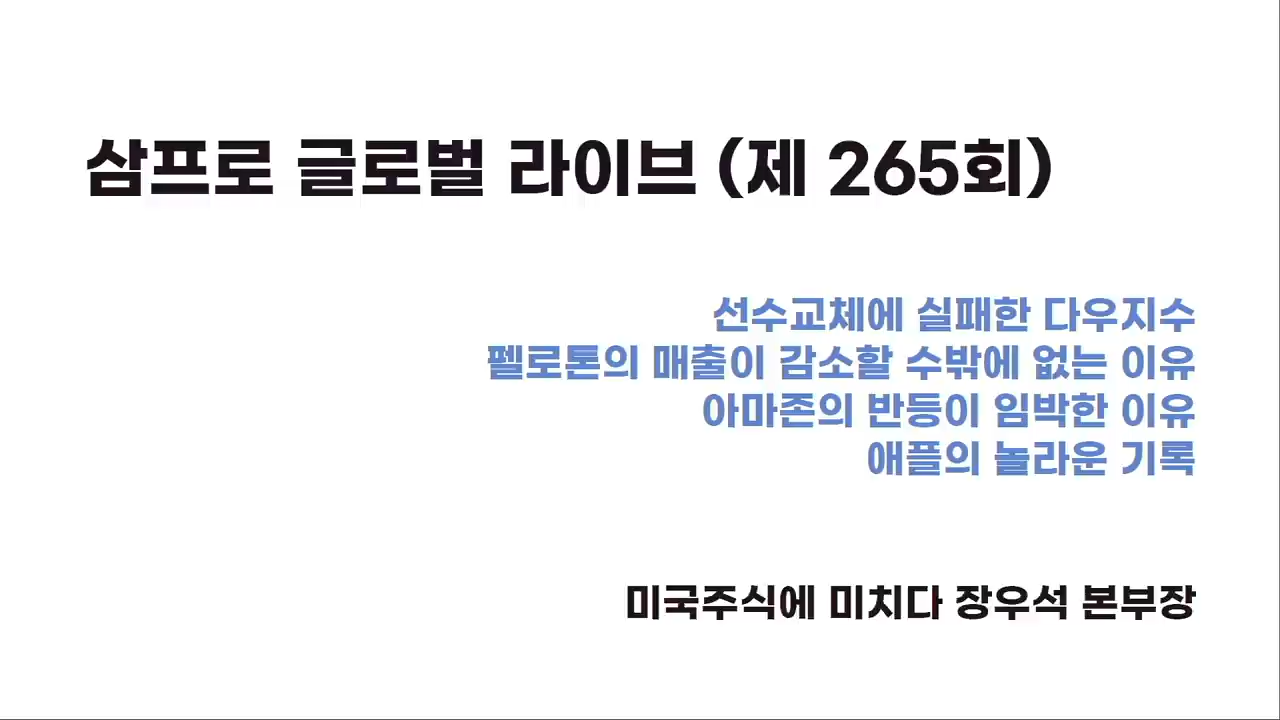 삼프로 글로벌 라이브 (제 265회)
선수교체에 실패한 다우지수
펠로톤의 매출이 감소할 수밖에 없는 이유
아마존의 반등이 임박한 이유
애플의 놀라운 기록
미국주식에 미치다 장우석 본부장